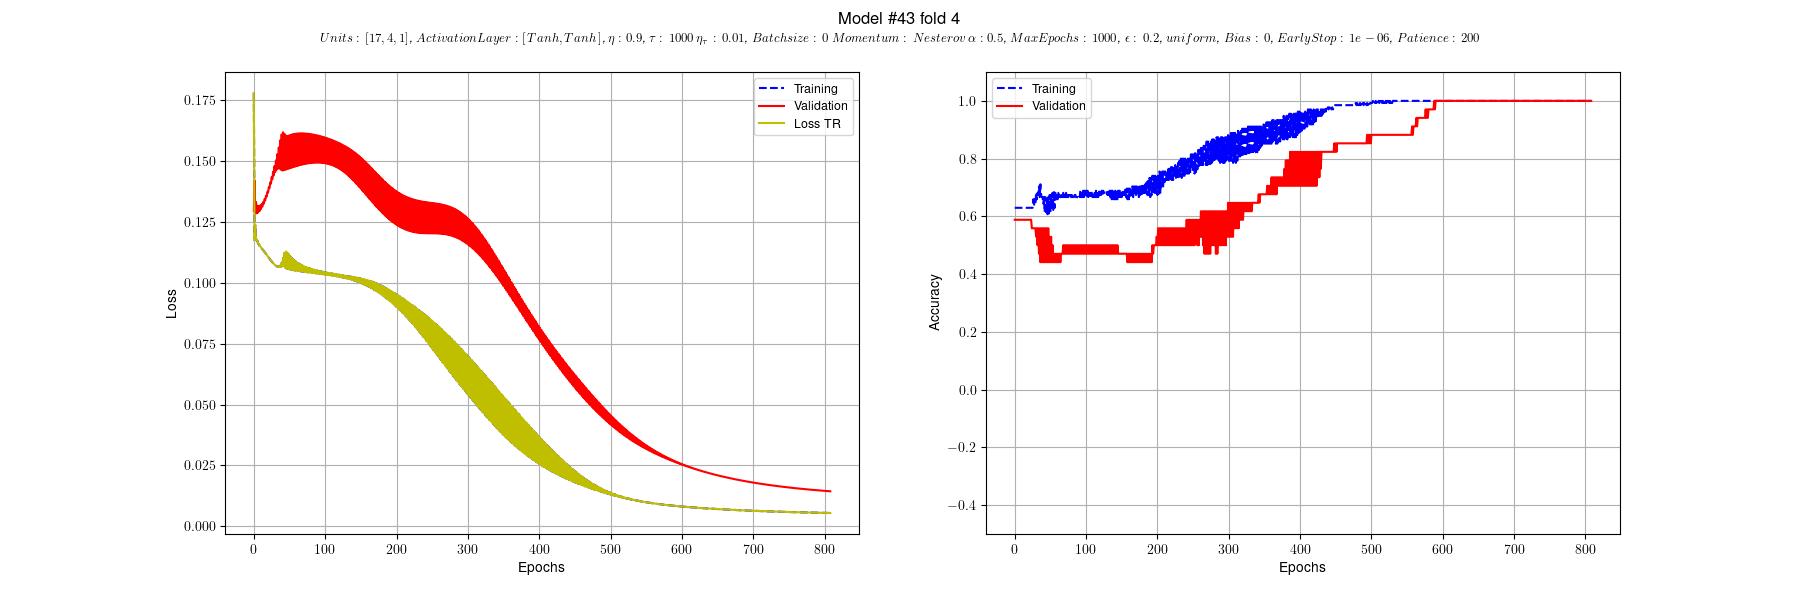 Model #43 fold 4
Units : [17, 4, 1], ActivationLayer : [Tanh, Tanh], η : 0.9, τ : 1000 η_τ : 0.01, Batchsize : 0 Momentum : Nesterov α : 0.5, MaxEpochs : 1000, ϵ : 0.2, uniform, Bias : 0, EarlyStop : 1e − 06, Patience : 200
Training
Validation
Loss TR
0.175
0.150
0.125
0.100
0.075
0.050
0.025
0.000
Loss
0 100 200 300 400 500 600 700 800
Epochs
Training
Validation
1.0
0.8
0.6
0.4
0.2
0.0
−0.2
−0.4
Accuracy
0 100 200 300 400 500 600 700 800
Epochs